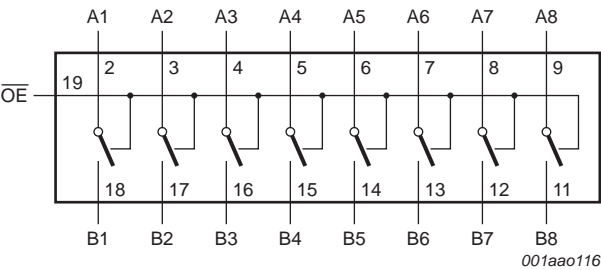 A1 A2 A3 A4 A5 A6 A7 A8
2 3 4 5 6 7 8 9
19
O̅E̅
18 17 16 15 14 13 12 11
B1 B2 B3 B4 B5 B6 B7 B8
001aao116